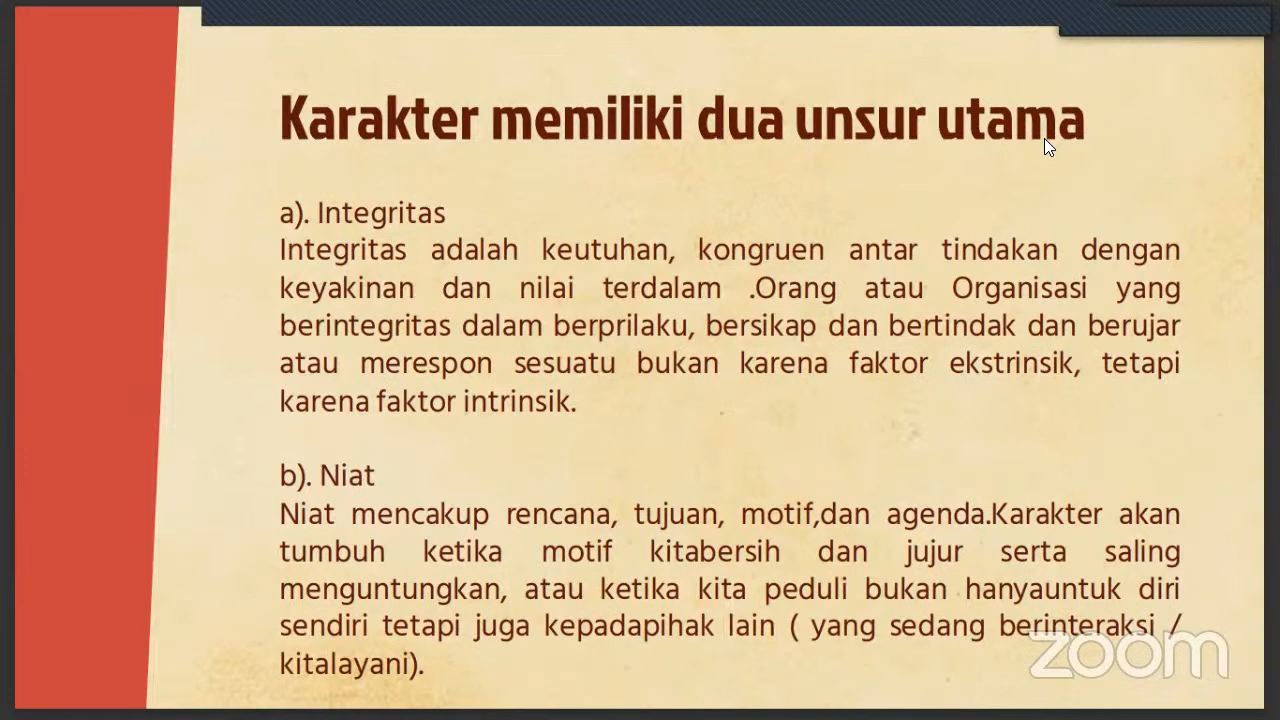 Karakter memiliki dua unsur utama
a). Integritas
Integritas adalah keutuhan, kongruen antar tindakan dengan
keyakinan dan nilai terdalam .Orang atau Organisasi yang
berintegritas dalam berprilaku, bersikap dan bertindak dan berujar
atau merespon sesuatu bukan karena faktor ekstrinsik, tetapi
karena faktor intrinsik.
b). Niat
Niat mencakup rencana, tujuan, motif,dan agenda.Karakter akan
tumbuh ketika motif kitabersih dan jujur serta saling
menguntungkan, atau ketika kita peduli bukan hanyauntuk diri
sendiri tetapi juga kepadapihak lain ( yang sedang berinteraksi /
kitalayani).
zoom